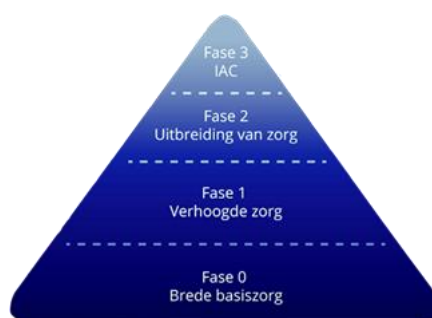 Fase 3
IAC
Fase 2
Uitbreiding van zorg
Fase 1
Verhoogde zorg
Fase 0
Brede basiszorg